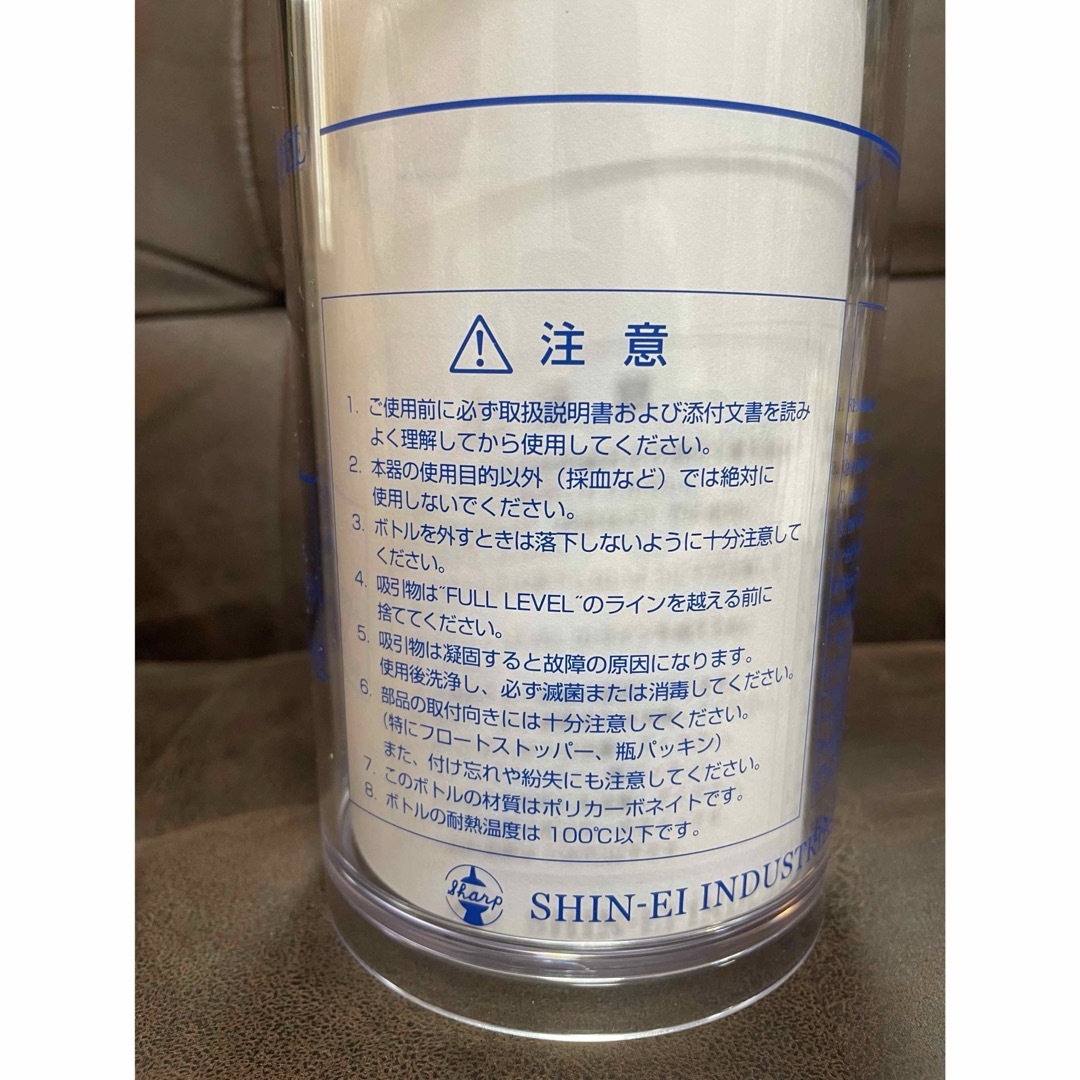 注意
1. ご使用前に必ず取扱説明書および添付文書を読み
よく理解してから使用してください。
2. 本器の使用目的以外（採血など）では絶対に
使用しないでください。
3. ボトルを外すときは落下しないように十分注意して
ください。
4. 吸引物は"FULL LEVEL"のラインを越える前に
捨ててください。
5. 吸引物は凝固すると故障の原因になります。
使用後洗浄し、必ず滅菌または消毒してください。
6. 部品の取付向きには十分注意してください。
（特にフロートストッパー、瓶パッキン）
また、付け忘れや紛失にも注意してください。
7. このボトルの材質はポリカーボネイトです。
8. ボトルの耐熱温度は 100℃以下です。
Sharp
SHIN-EI